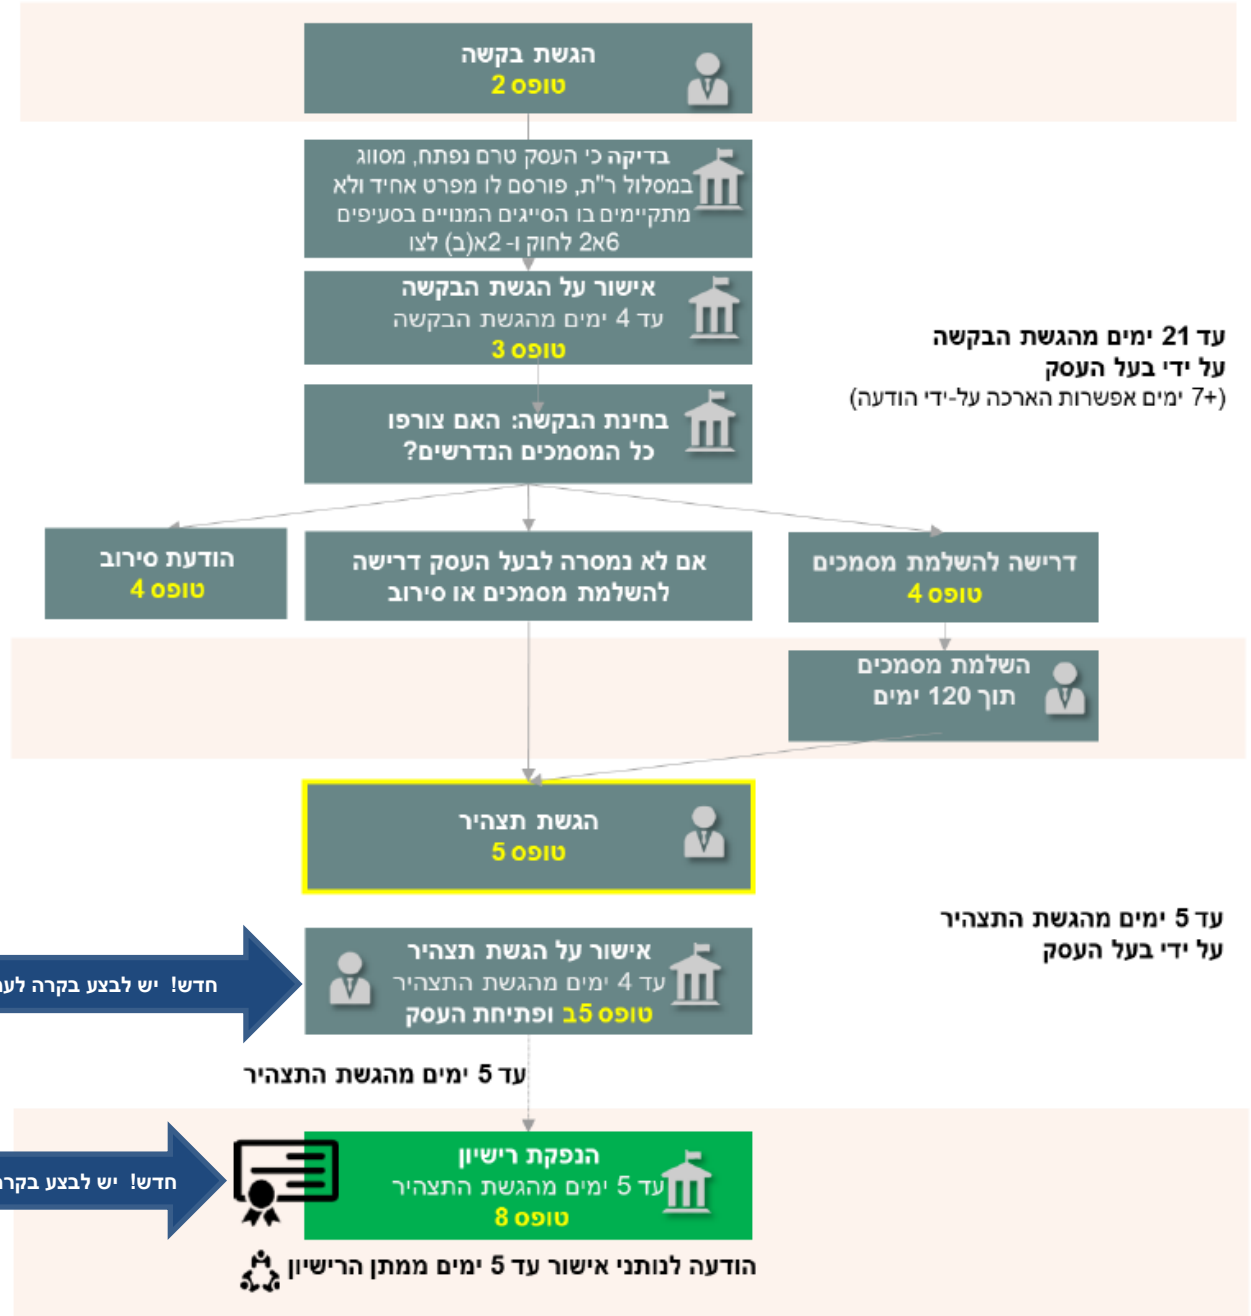 הגשת בקשה
טופס 2
בדיקה כי העסק טרם נפתח, מסווג
במסלול ר"ת, פורסם לו מפרט אחיד ולא
מתקיימים בו הסייגים המנויים בסעיפים
6א2 לחוק ו- 2א(ב) לצו
אישור על הגשת הבקשה
עד 4 ימים מהגשת הבקשה
טופס 3
עד 21 ימים מהגשת הבקשה
על ידי בעל העסק
(+7 ימים אפשרות הארכה על-ידי הודעה)
בחינת הבקשה: האם צורפו
כל המסמכים הנדרשים?
דרישה להשלמת מסמכים
טופס 4
אם לא נמסרה לבעל העסק דרישה
להשלמת מסמכים או סירוב
הודעת סירוב
טופס 4
השלמת מסמכים
תוך 120 ימים
הגשת תצהיר
טופס 5
עד 5 ימים מהגשת התצהיר
על ידי בעל העסק
אישור על הגשת תצהיר
עד 4 ימים מהגשת התצהיר
טופס 5ב ופתיחת העסק
חדש! יש לבצע בקרה
עד 5 ימים מהגשת התצהיר
הנפקת רישיון
עד 5 ימים מהגשת התצהיר
טופס 8
חדש! יש לבצע
הודעה לנותני אישור עד 5 ימים ממתן הרישיון